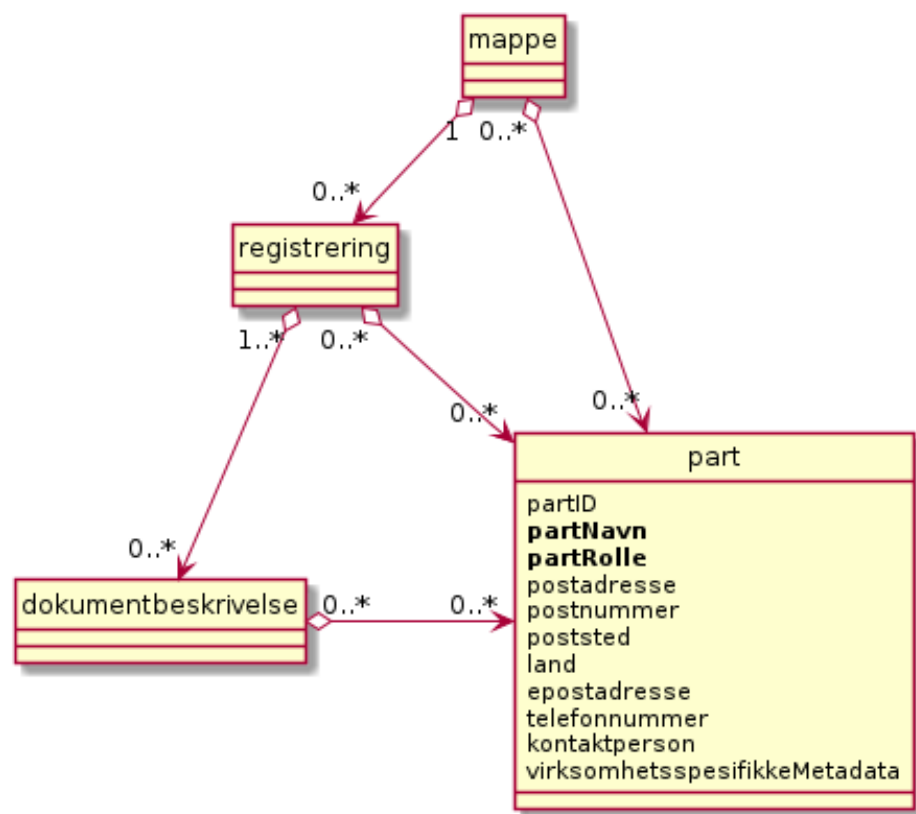 mappe
1 0..*
0..*
registrering
1..* 0..*
0..*
0..*
part
partID
partNavn
partRolle
postadresse
postnummer
poststed
land
epostadresse
telefonnummer
kontaktperson
virksomhetsspesifikkeMetadata
0..*
dokumentbeskrivelse
0..* 0..*